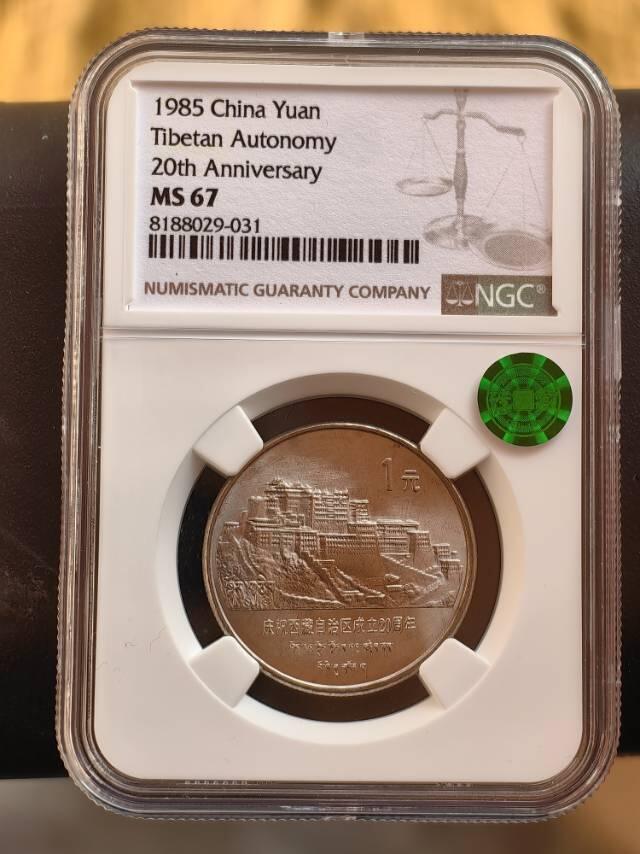 1985 China Yuan
Tibetan Autonomy
20th Anniversary
MS 67
8188029-031
NUMISMATIC GUARANTY COMPANY
NGC®
1元
庆祝西藏自治区成立20周年